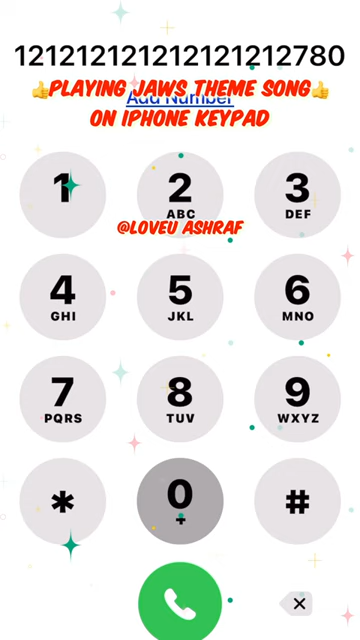 12121212121212121212780
👍PLAYING JAWS THEME SONG👍
Add Number
ON IPHONE KEYPAD
1
2
ABC
3
DEF
@LOVEU ASHRAF
4
GHI
5
JKL
6
MNO
7
PQRS
8
TUV
9
WXYZ
*
0
+
#